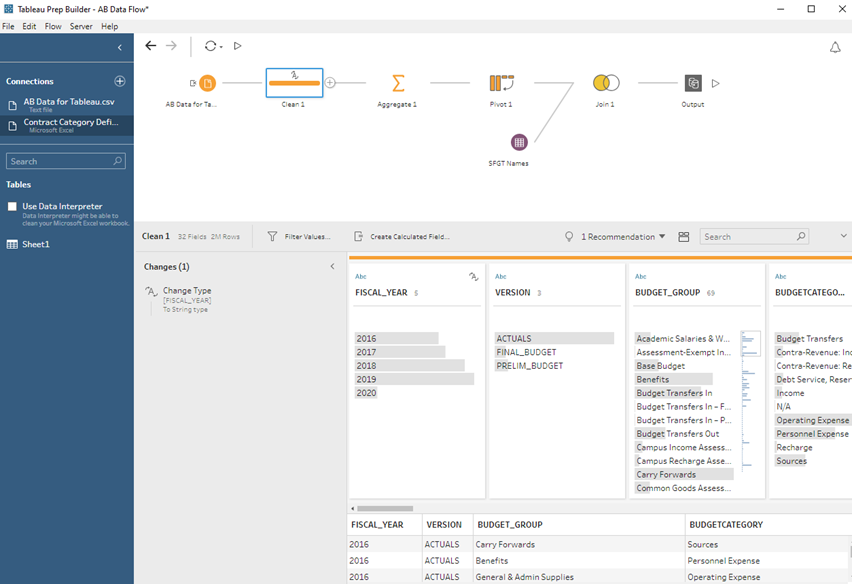 Tableau Prep Builder - AB Data Flow*
File Edit Flow Server Help
Connections
AB Data for Tableau.csv
Text file
Contract Category Defi...
Microsoft Excel
Search
Tables
Use Data Interpreter
Data Interpreter might be able to
clean your Microsoft Excel workbook.
Sheet1
AB Data for Ta...
Clean 1
Aggregate 1
Pivot 1
Join 1
Output
SFGT Names
Clean 1 32 Fields 2M Rows
Filter Values...
Create Calculated Field...
1 Recommendation
Search
Changes (1)
Change Type
[FISCAL_YEAR]
To String type
Abc
FISCAL_YEAR 5
2016
2017
2018
2019
2020
Abc
VERSION 3
ACTUALS
FINAL_BUDGET
PRELIM_BUDGET
Abc
BUDGET_GROUP 69
Academic Salaries & W...
Assessment-Exempt In...
Base Budget
Benefits
Budget Transfers In
Budget Transfers In – F...
Budget Transfers In – P...
Budget Transfers Out
Campus Income Assess...
Campus Recharge Asse...
Carry Forwards
Common Goods Assess...
Abc
BUDGETCATEGO...
Budget Transfers
Contra-Revenue: Inc
Contra-Revenue: Re
Debt Service, Reser
Income
N/A
Operating Expense
Personnel Expense
Recharge
Sources
FISCAL_YEAR VERSION BUDGET_GROUP BUDGETCATEGORY
2016 ACTUALS Carry Forwards Sources
2016 ACTUALS Benefits Personnel Expense
2016 ACTUALS General & Admin Supplies Operating Expense